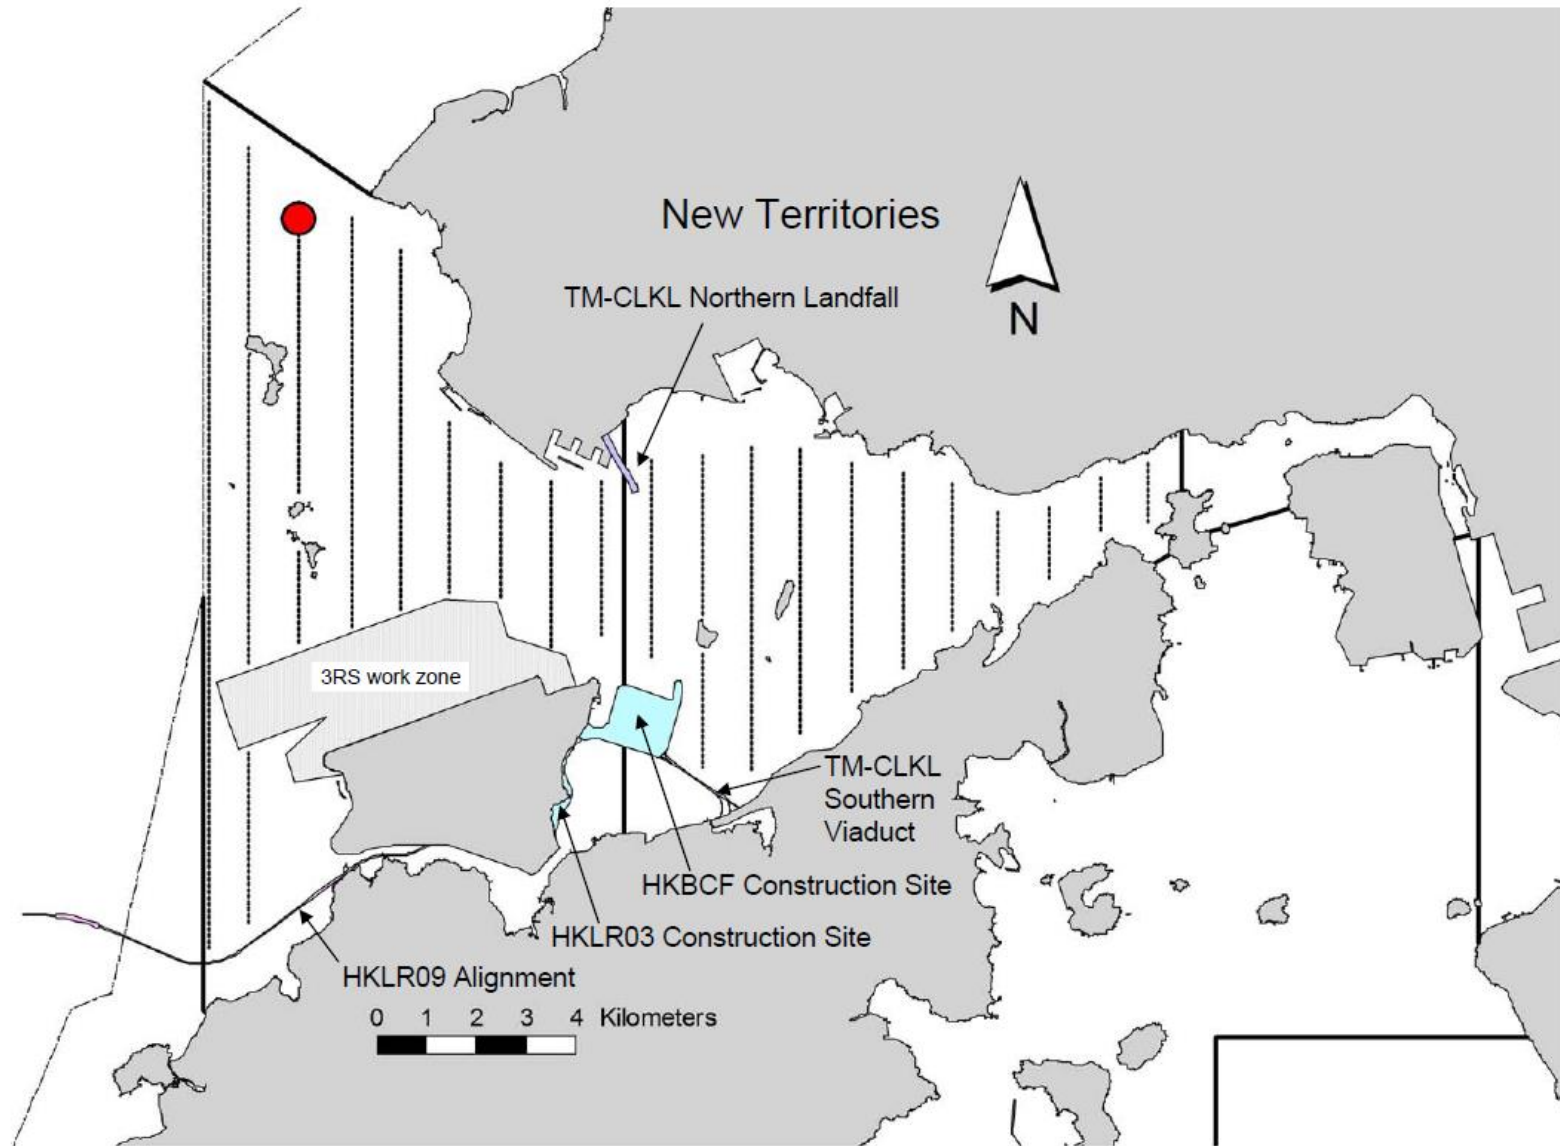 New Territories
TM-CLKL Northern Landfall
N
3RS work zone
TM-CLKL
Southern
Viaduct
HKBCF Construction Site
HKLR03 Construction Site
HKLR09 Alignment
0 1 2 3 4 Kilometers